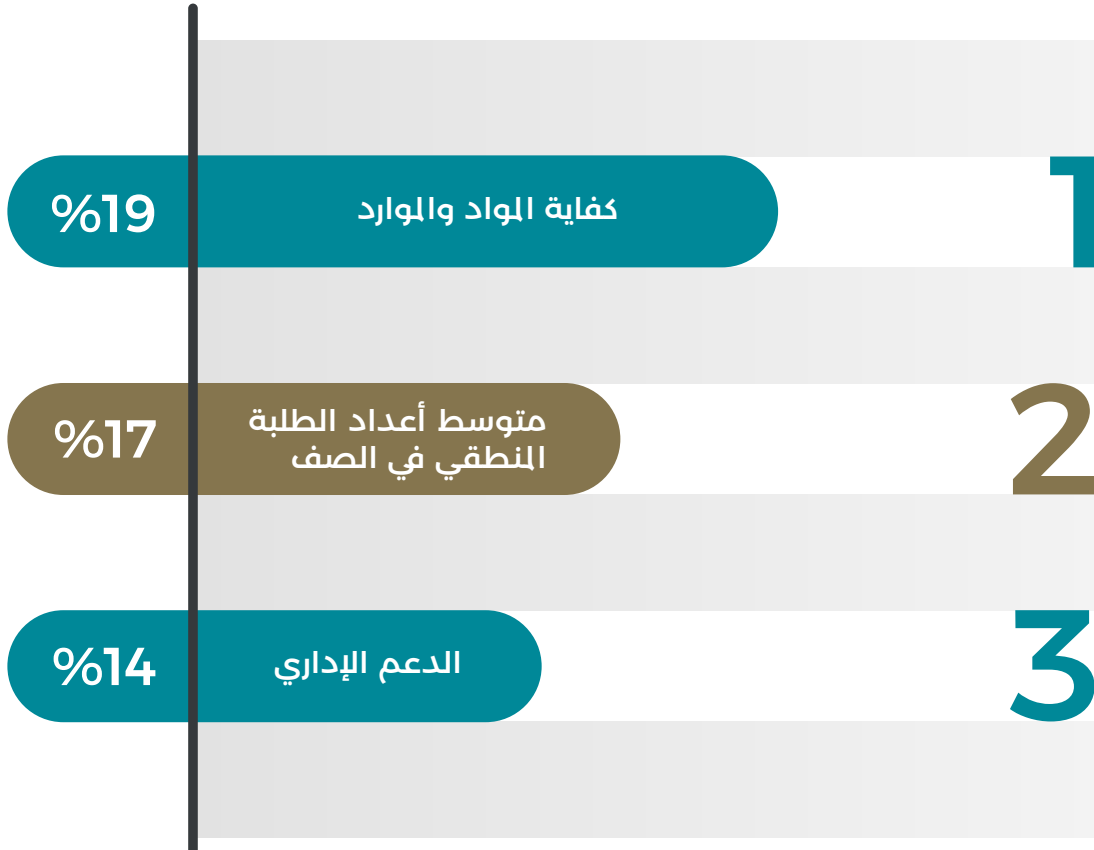 1
كفاية المواد والموارد
%19
2
متوسط أعداد الطلبة
المنطقي في الصف
%17
3
الدعم الإداري
%14